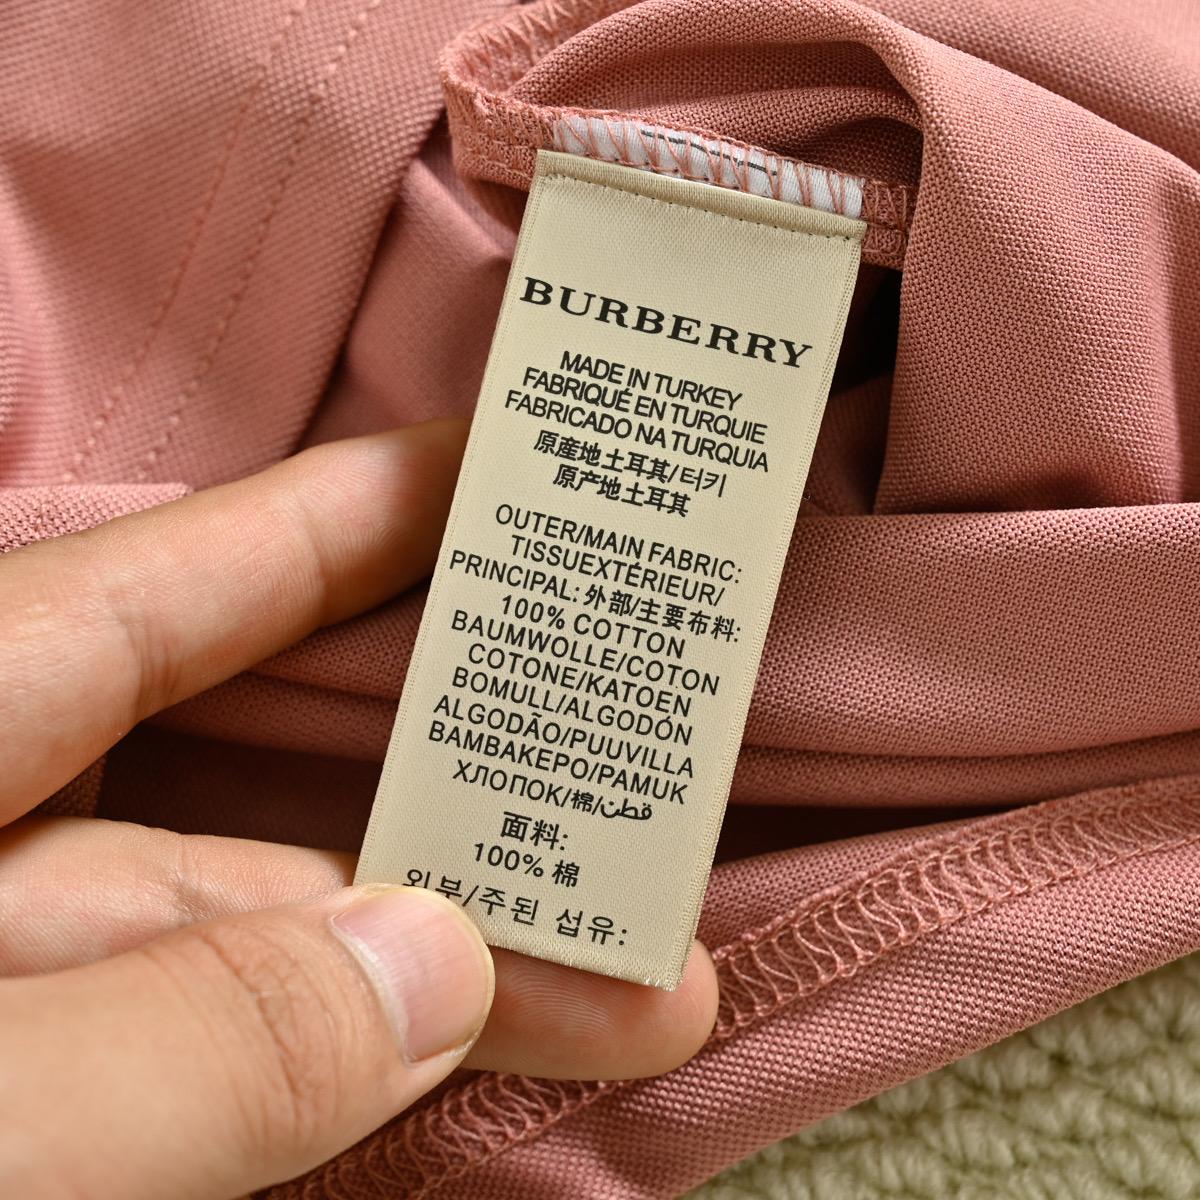 BURBERRY
MADE IN TURKEY
FABRIQUÉ EN TURQUIE
FABRICADO NA TURQUIA
原産地土耳其/터키
原产地土耳其
OUTER/MAIN FABRIC:
TISSUEXTÉRIEUR/
PRINCIPAL: 外部/主要布料:
100% COTTON
BAUMWOLLE/COTON
COTONE/KATOEN
BOMULL/ALGODÓN
ALGODÃO/PUUVILLA
BAMBAKEPO/PAMUK
ХЛОПОК/棉/قطن
面料:
100% 棉
외부/주된 섬유: